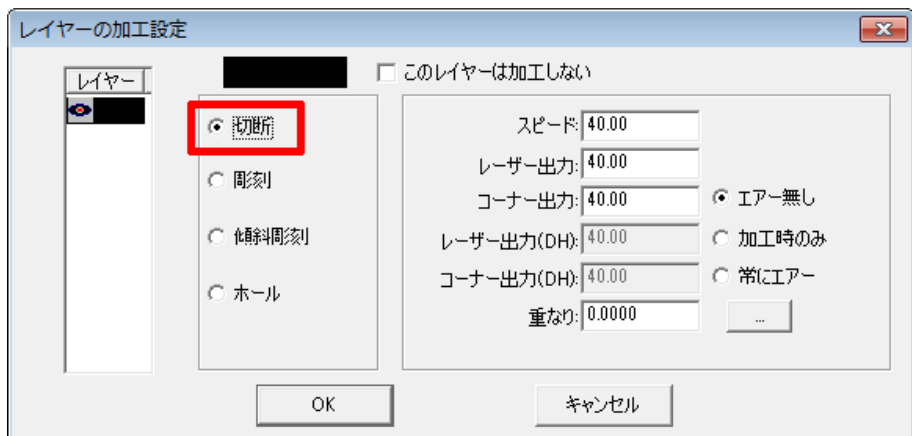 レイヤーの加工設定
レイヤー
このレイヤーは加工しない
切断
彫刻
傾斜彫刻
ホール
スピード: 40.00
レーザー出力: 40.00
コーナー出力: 40.00
レーザー出力(DH): 40.00
コーナー出力(DH): 40.00
重なり: 0.0000
エアー無し
加工時のみ
常にエアー
...
OK
キャンセル